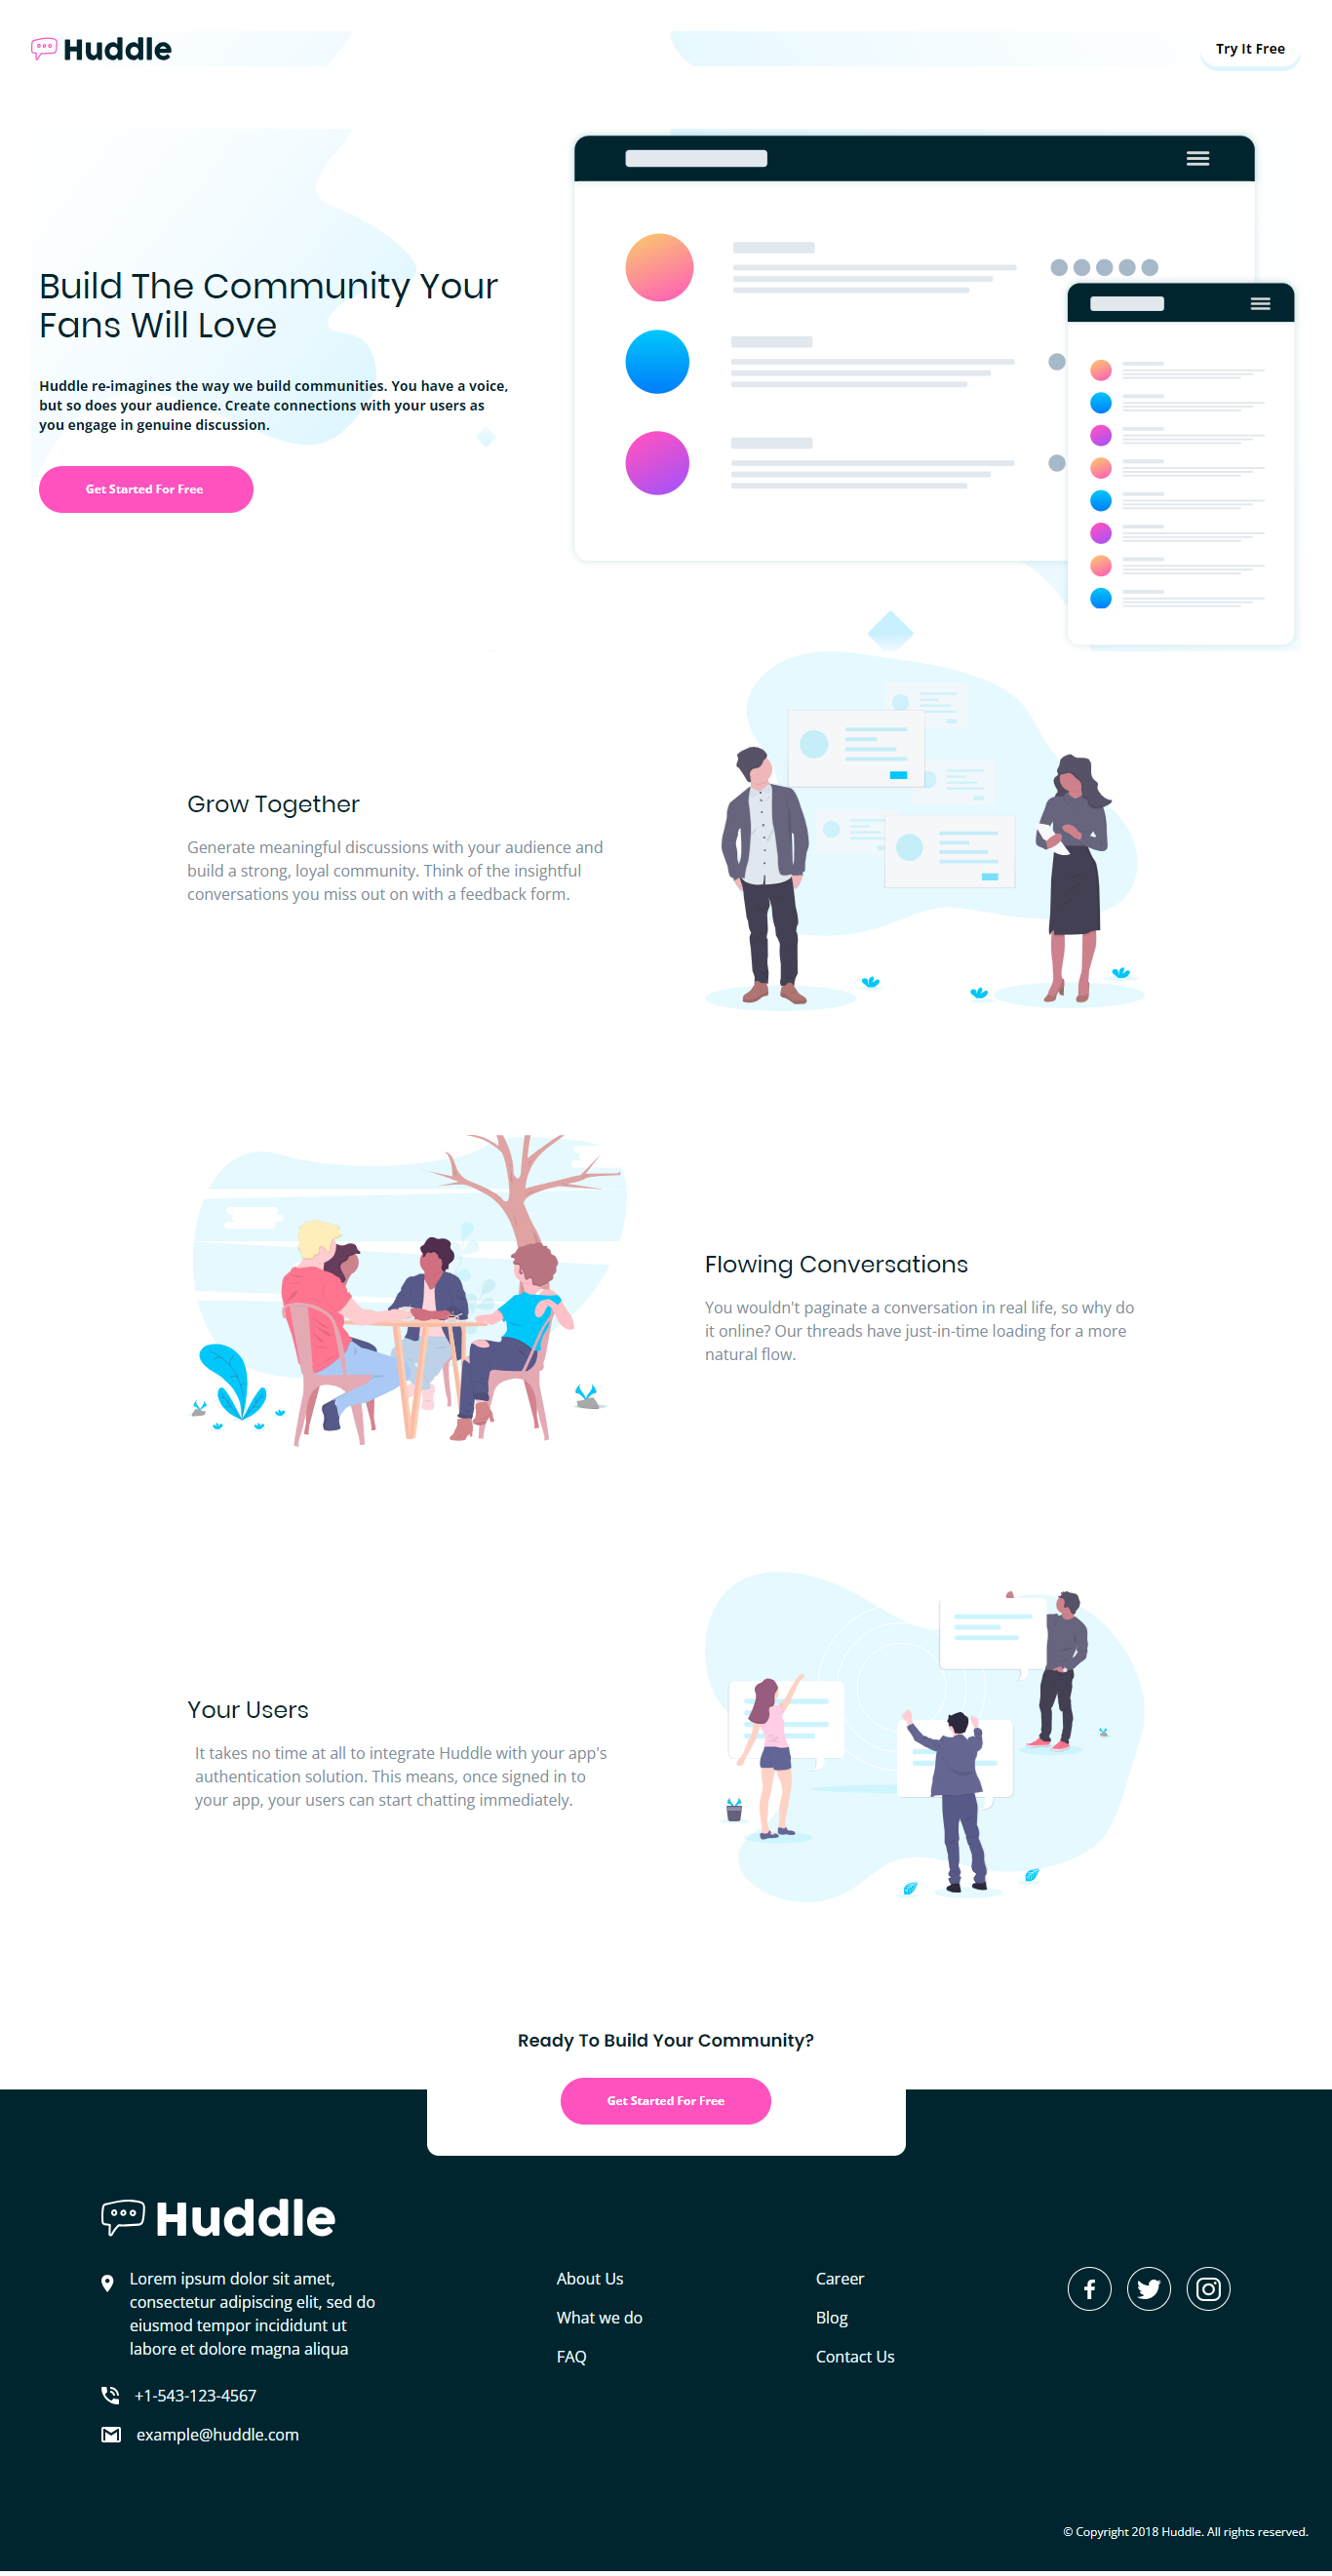 Huddle
Try It Free
Build The Community Your
Fans Will Love
Huddle re-imagines the way we build communities. You have a voice,
but so does your audience. Create connections with your users as
you engage in genuine discussion.
Get Started For Free
Grow Together
Generate meaningful discussions with your audience and
build a strong, loyal community. Think of the insightful
conversations you miss out on with a feedback form.
Flowing Conversations
You wouldn't paginate a conversation in real life, so why do
it online? Our threads have just-in-time loading for a more
natural flow.
Your Users
It takes no time at all to integrate Huddle with your app's
authentication solution. This means, once signed in to
your app, your users can start chatting immediately.
Ready To Build Your Community?
Get Started For Free
Huddle
Lorem ipsum dolor sit amet,
consectetur adipiscing elit, sed do
eiusmod tempor incididunt ut
labore et dolore magna aliqua
+1-543-123-4567
example@huddle.com
About Us
What we do
FAQ
Career
Blog
Contact Us
© Copyright 2018 Huddle. All rights reserved.